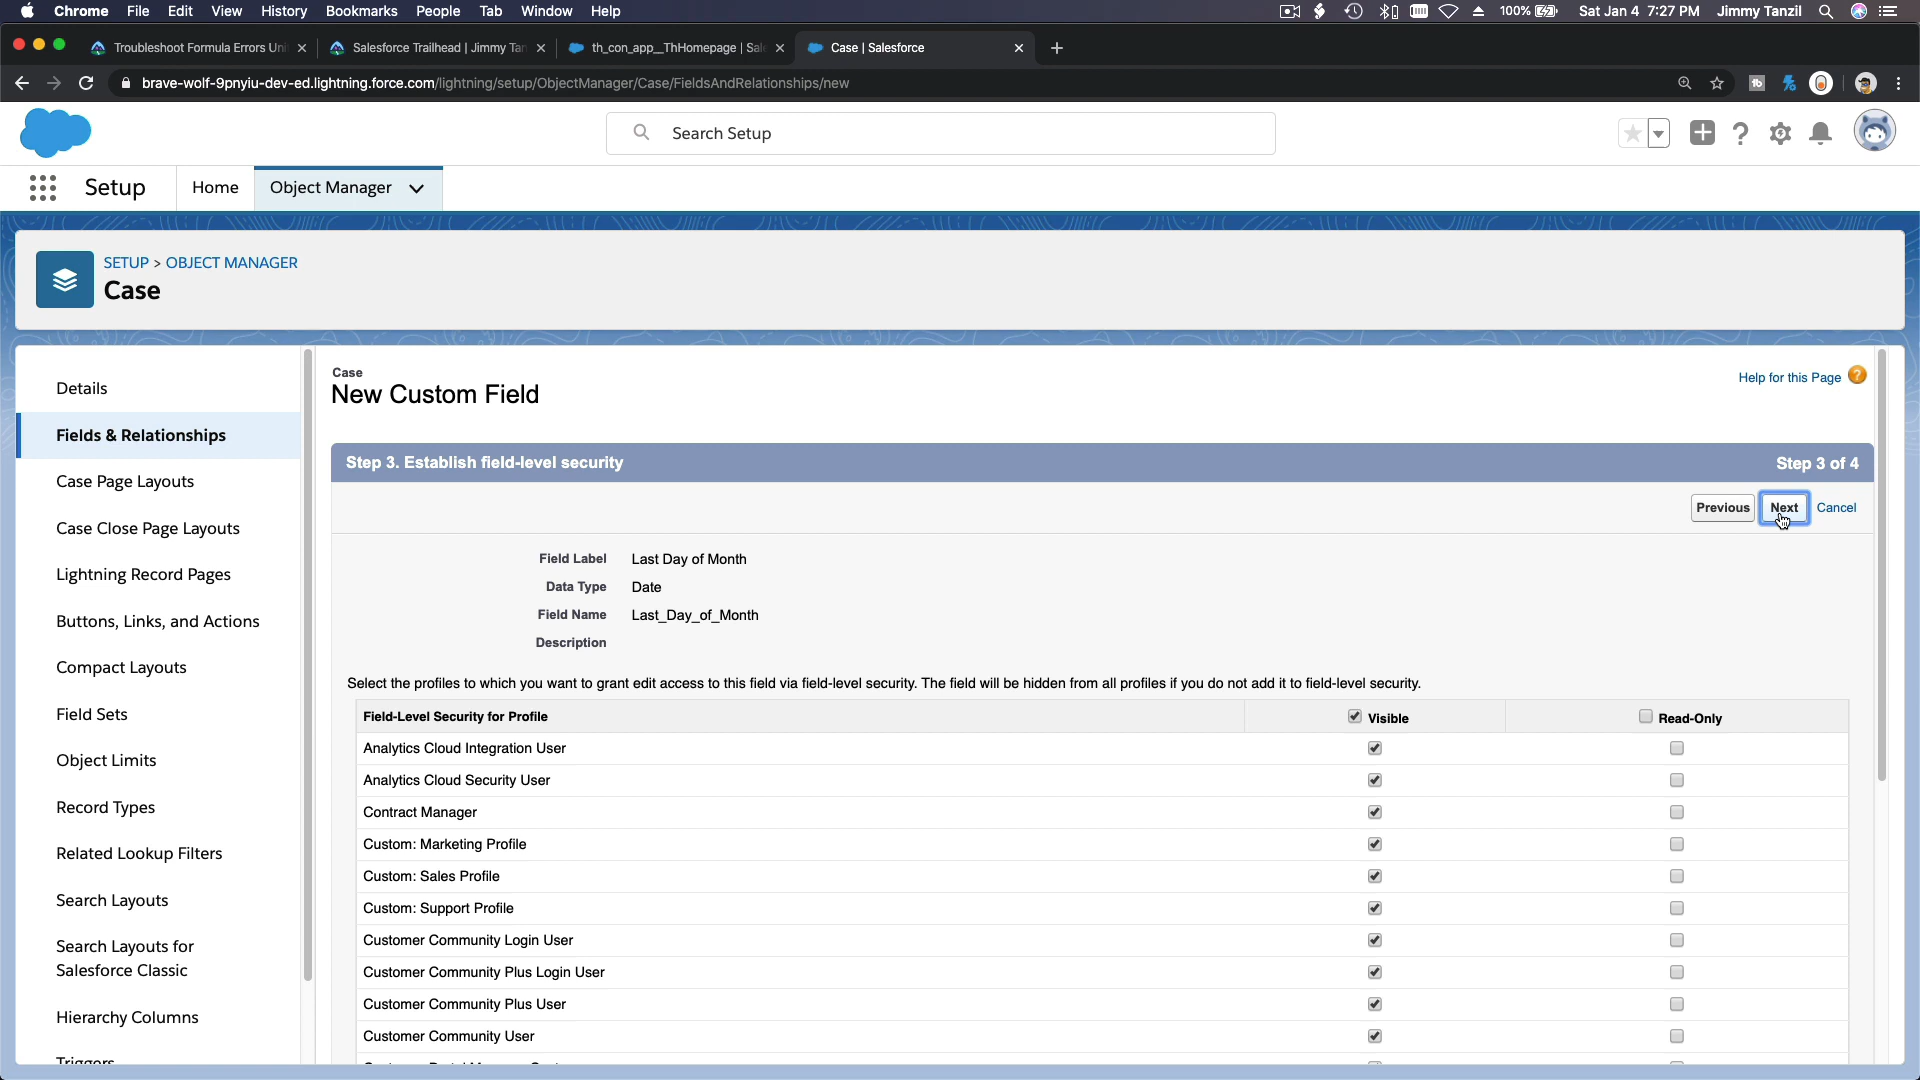 Chrome File Edit View History Bookmarks People Tab Window Help
100% Sat Jan 4 7:27 PM Jimmy Tanzil
Troubleshoot Formula Errors Uni
Salesforce Trailhead | Jimmy Tan
th_con_app__ThHomepage | Sal
Case | Salesforce
brave-wolf-9pnyiu-dev-ed.lightning.force.com/lightning/setup/ObjectManager/Case/FieldsAndRelationships/new
Search Setup
Setup
Home
Object Manager
SETUP > OBJECT MANAGER
Case
Details
Fields & Relationships
Case Page Layouts
Case Close Page Layouts
Lightning Record Pages
Buttons, Links, and Actions
Compact Layouts
Field Sets
Object Limits
Record Types
Related Lookup Filters
Search Layouts
Search Layouts for
Salesforce Classic
Hierarchy Columns
Triggers
Case
New Custom Field
Help for this Page
Step 3. Establish field-level security
Step 3 of 4
Previous
Next
Cancel
Field Label Last Day of Month
Data Type Date
Field Name Last_Day_of_Month
Description
Select the profiles to which you want to grant edit access to this field via field-level security. The field will be hidden from all profiles if you do not add it to field-level security.
Field-Level Security for Profile Visible Read-Only
Analytics Cloud Integration User
Analytics Cloud Security User
Contract Manager
Custom: Marketing Profile
Custom: Sales Profile
Custom: Support Profile
Customer Community Login User
Customer Community Plus Login User
Customer Community Plus User
Customer Community User